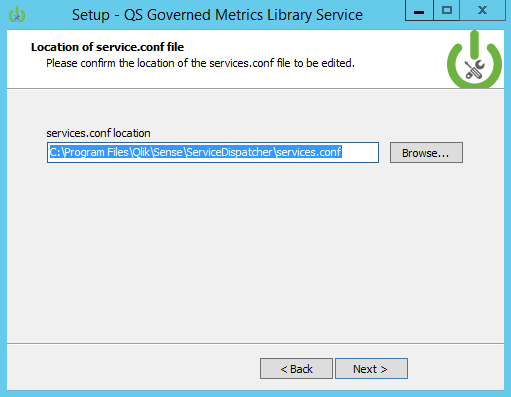 Setup - QS Governed Metrics Library Service
Location of service.conf file
Please confirm the location of the services.conf file to be edited.
services.conf location
C:\Program Files\Qlik\Sense\ServiceDispatcher\services.conf
Browse...
< Back
Next >